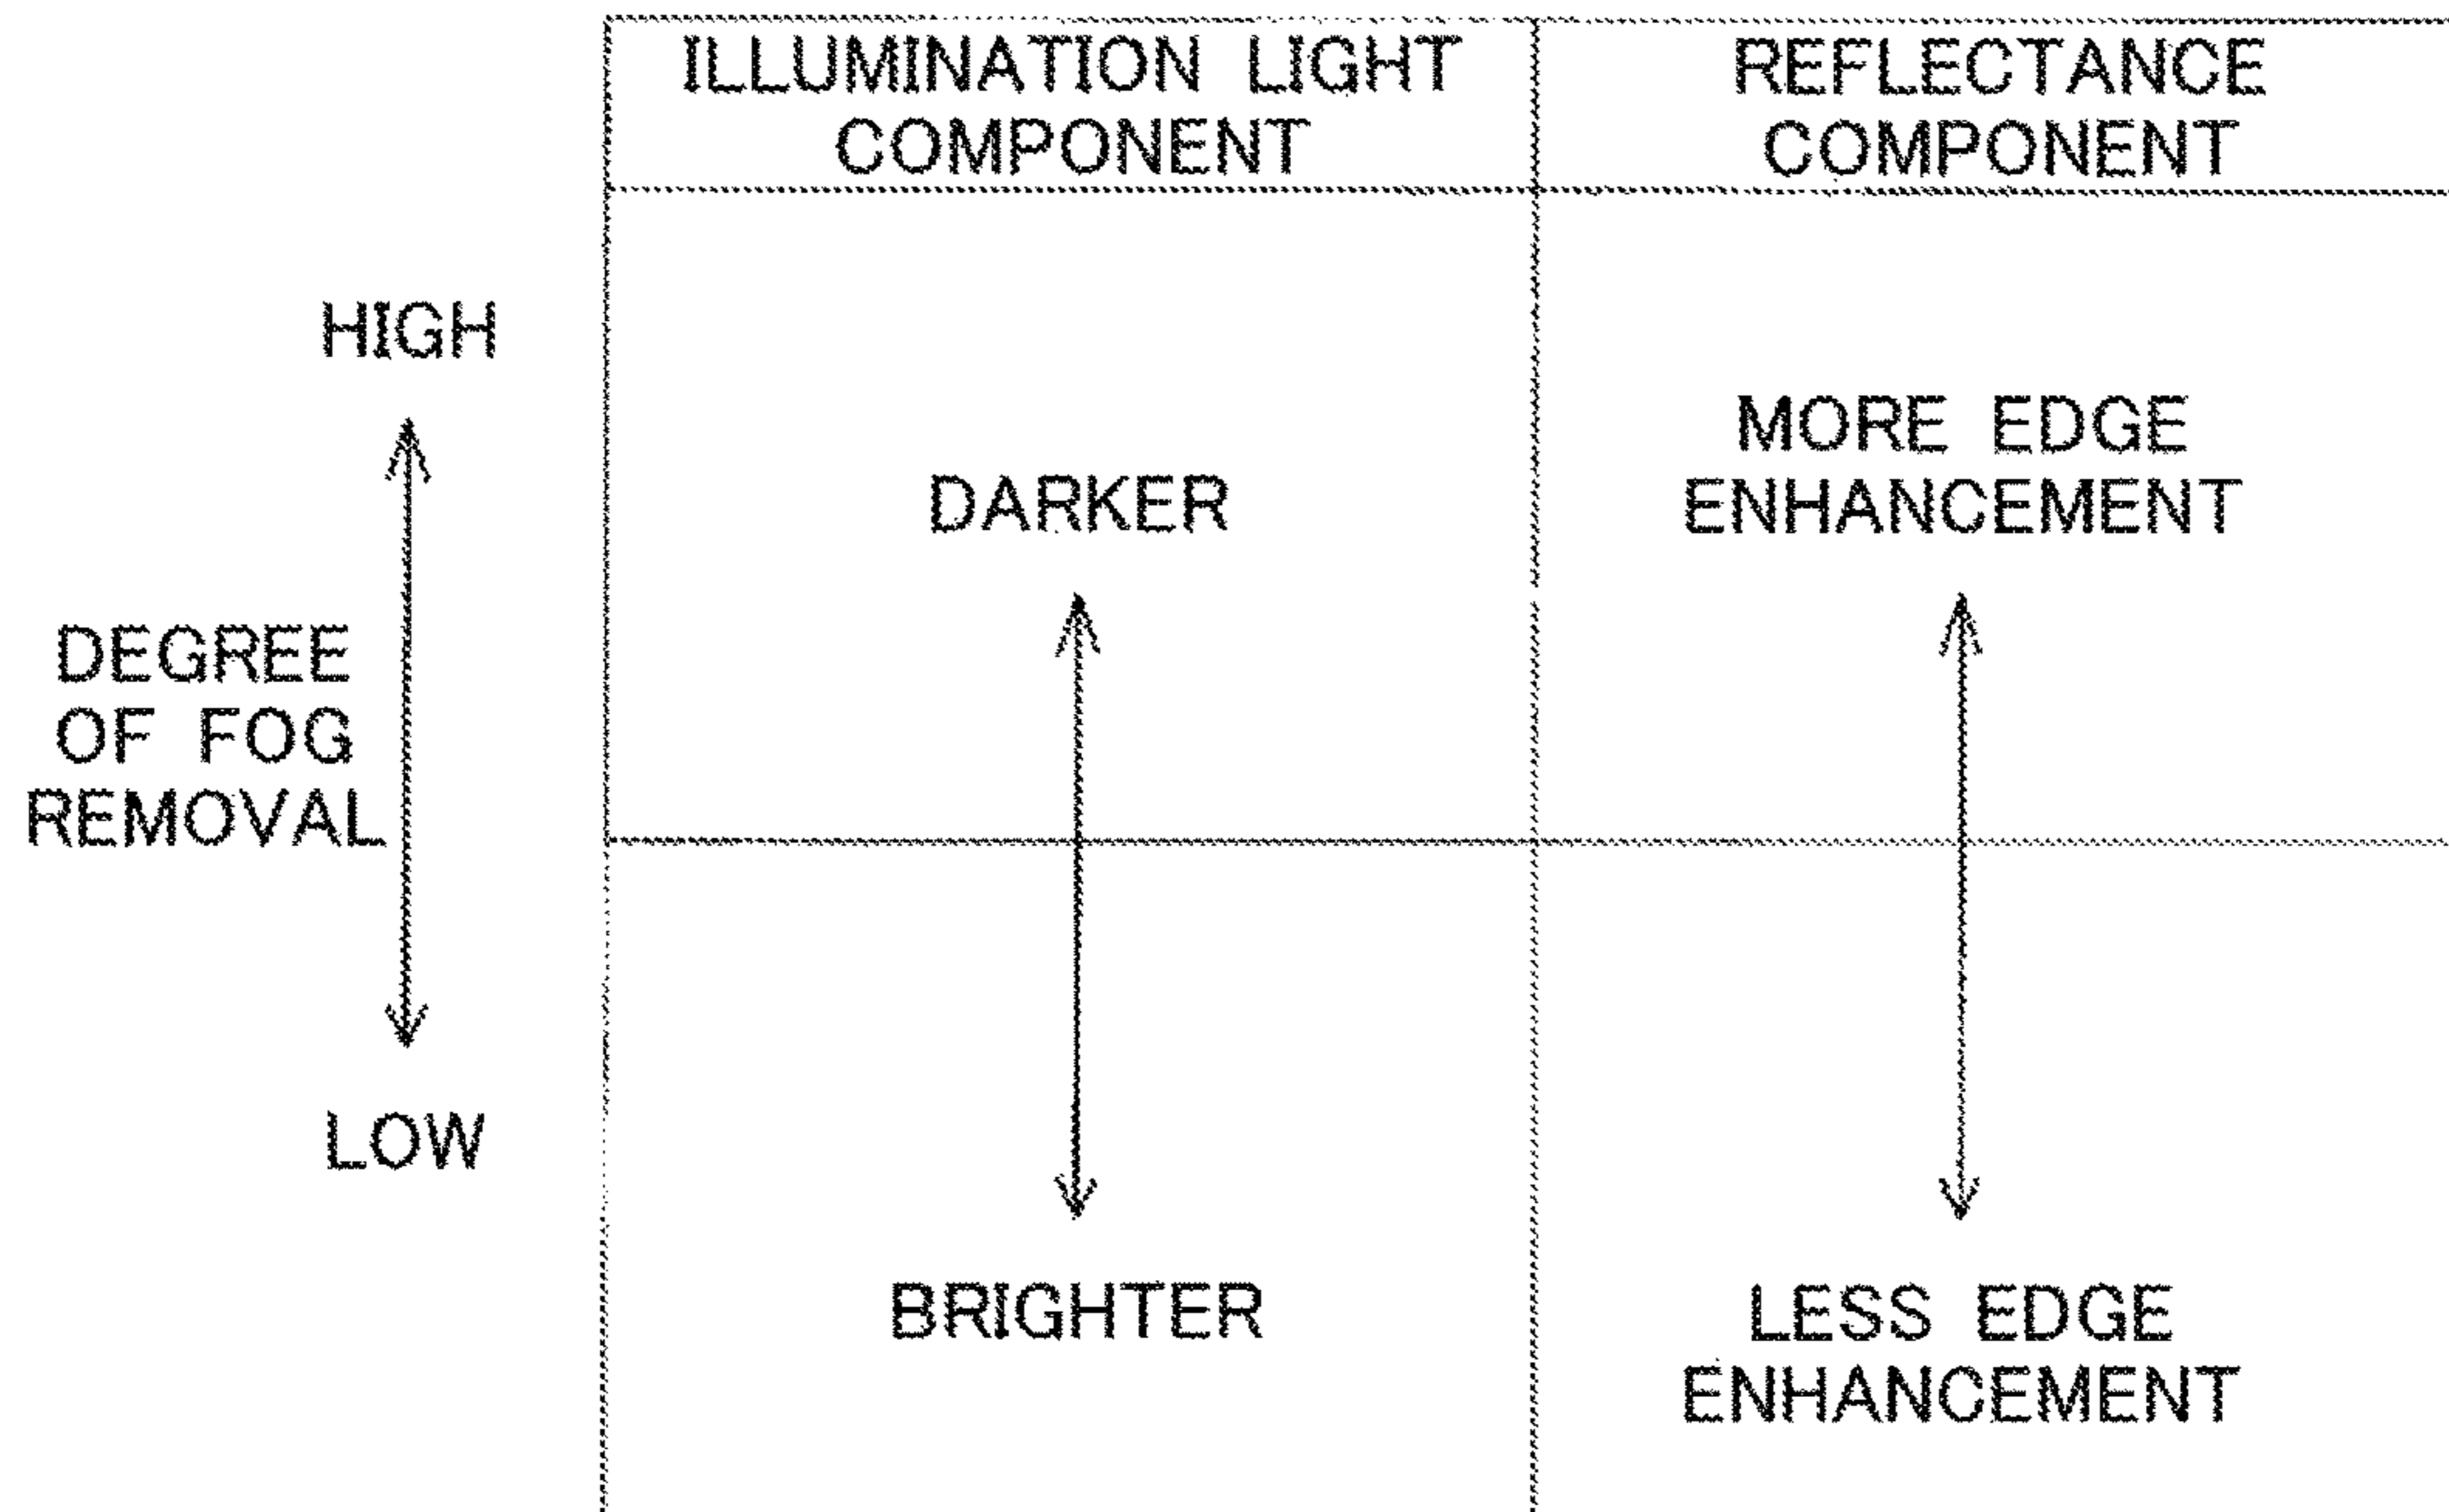 ILLUMINATION LIGHT
COMPONENT
REFLECTANCE
COMPONENT
HIGH
DEGREE
OF FOG
REMOVAL
LOW
DARKER
MORE EDGE
ENHANCEMENT
BRIGHTER
LESS EDGE
ENHANCEMENT